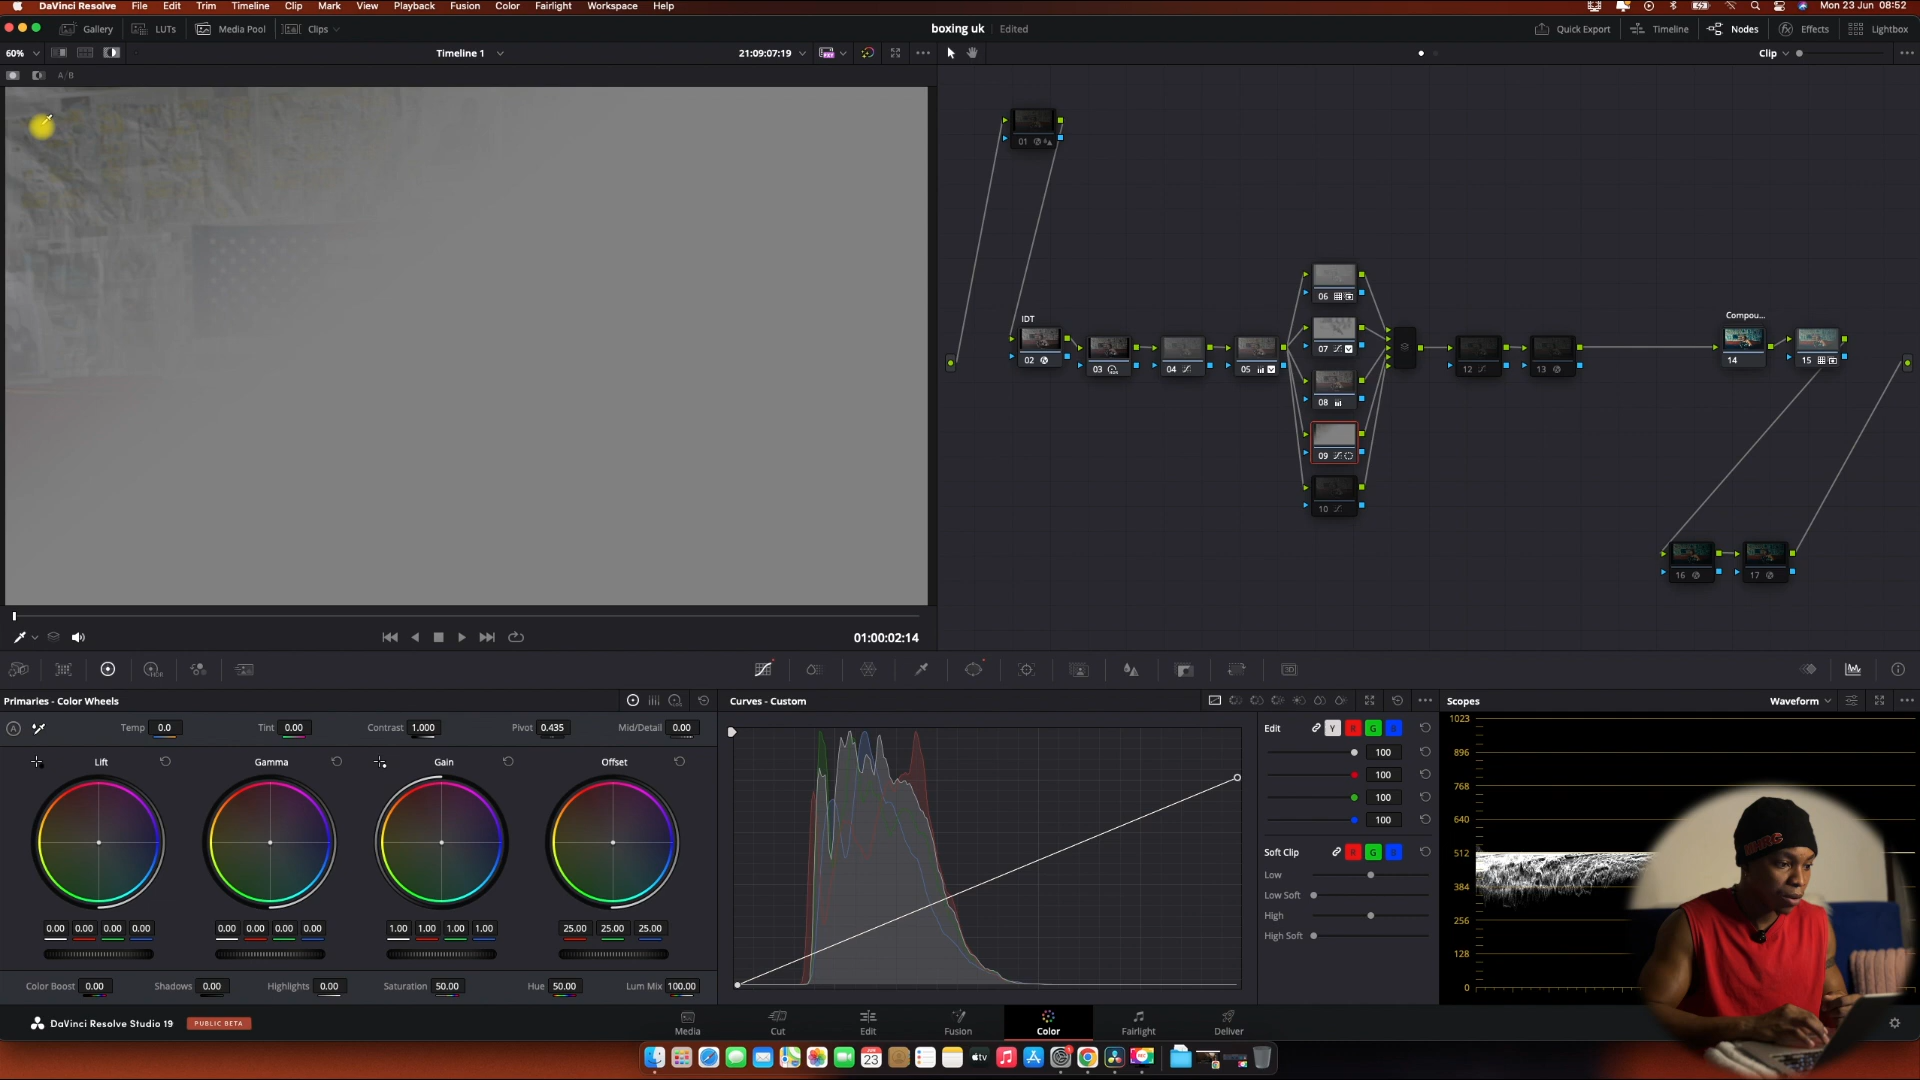 DaVinci Resolve File Edit Trim Timeline Clip Mark View Playback Fusion Color Fairlight Workspace Help
Mon 23 Jun 08:52
Gallery LUTs Media Pool Clips
boxing uk Edited
Quick Export Timeline Nodes Effects Lightbox
60% Timeline 1 21:09:07:19
Clip
A/B
01
IDT
02
03
04
05
06
07
08
09
10
12
13
Compou...
14
15
16
17
01:00:02:14
Primaries - Color Wheels
Curves - Custom
Scopes
Waveform
Temp 0.0 Tint 0.00 Contrast 1.000 Pivot 0.435 Mid/Detail 0.00
Lift Gamma Gain Offset
0.00 0.00 0.00 0.00
0.00 0.00 0.00 0.00
1.00 1.00 1.00 1.00
25.00 25.00 25.00
Color Boost 0.00 Shadows 0.00 Highlights 0.00 Saturation 50.00 Hue 50.00 Lum Mix 100.00
Edit Y R G B
100
100
100
100
Soft Clip R G B
Low
Low Soft
High
High Soft
1023
896
768
640
512
384
256
128
0
DaVinci Resolve Studio 19 PUBLIC BETA
Media Cut Edit Fusion Color Fairlight Deliver
23
tv